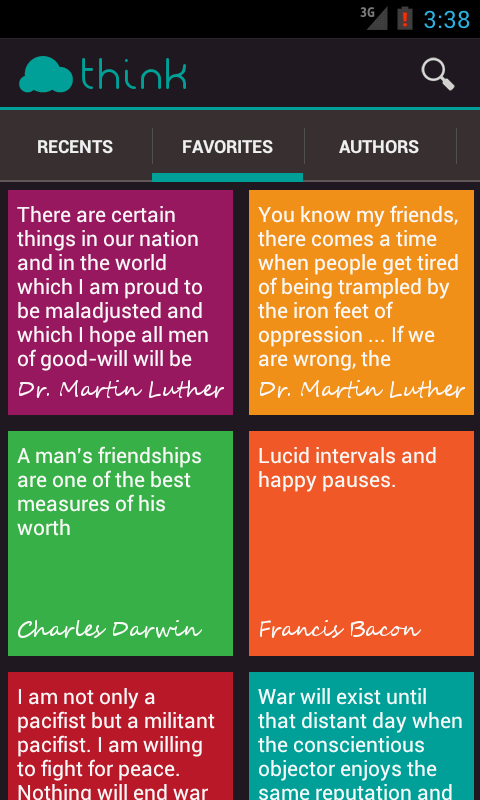 3G 3:38
think
RECENTS FAVORITES AUTHORS
There are certain
things in our nation
and in the world
which I am proud to
be maladjusted and
which I hope all men
of good-will will be
Dr. Martin Luther
You know my friends,
there comes a time
when people get tired
of being trampled by
the iron feet of
oppression ... If we
are wrong, the
Dr. Martin Luther
A man's friendships
are one of the best
measures of his
worth
Charles Darwin
Lucid intervals and
happy pauses.
Francis Bacon
I am not only a
pacifist but a militant
pacifist. I am willing
to fight for peace.
Nothing will end war
War will exist until
that distant day when
the conscientious
objector enjoys the
same reputation and